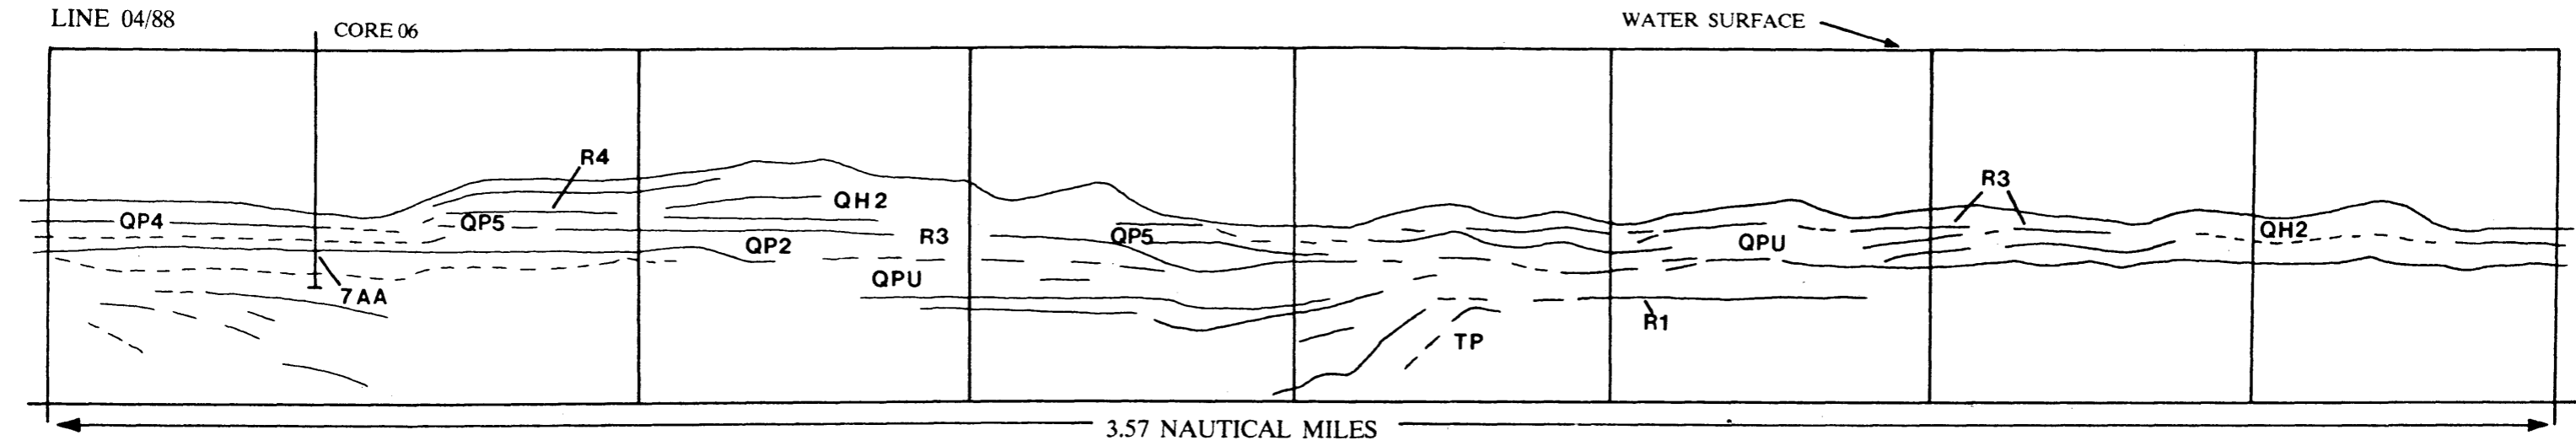 LINE 04/88
CORE 06
WATER SURFACE
R4
R3
QP4
QP5
QH2
QP5
QH2
QP2
R3
QPU
QPU
7AA
R1
TP
3.57 NAUTICAL MILES